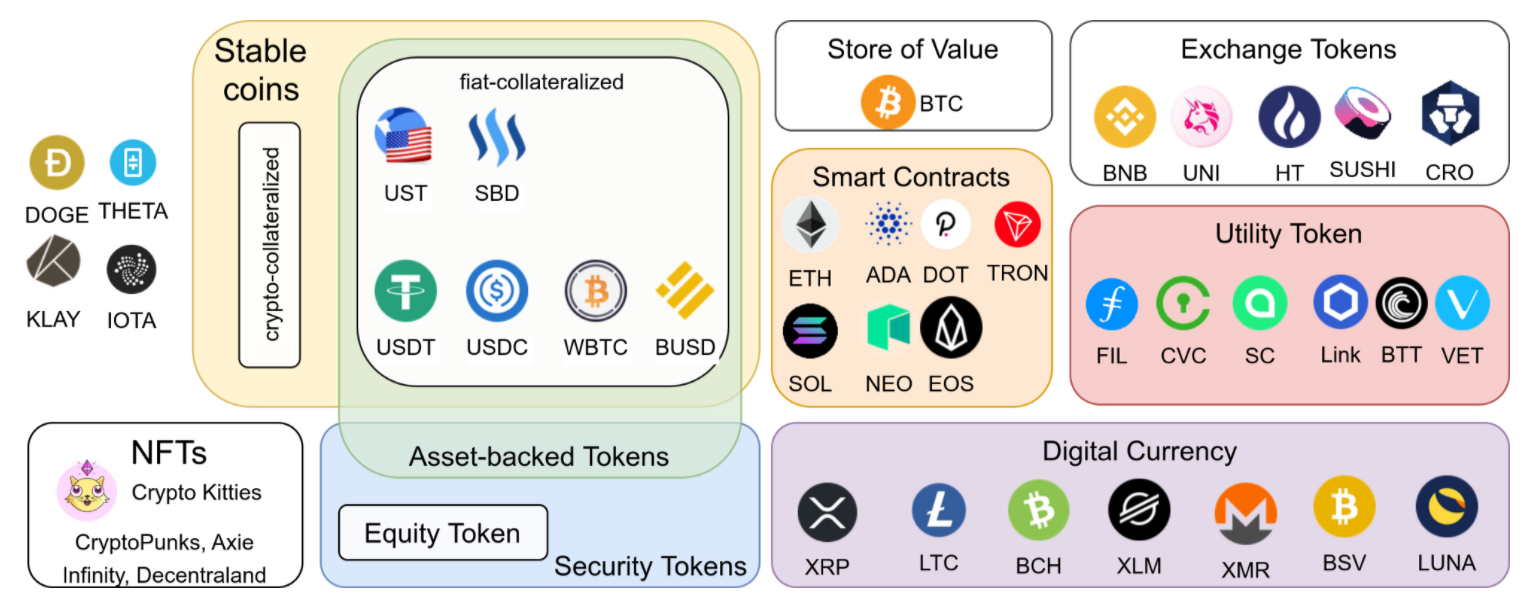 Stable
coins
crypto-collateralized
fiat-collateralized
UST SBD
USDT USDC WBTC BUSD
DOGE THETA
KLAY IOTA
Store of Value
BTC
Exchange Tokens
BNB UNI HT SUSHI CRO
Smart Contracts
ETH ADA DOT TRON
SOL NEO EOS
Utility Token
FIL CVC SC Link BTT VET
NFTs
Crypto Kitties
CryptoPunks, Axie
Infinity, Decentraland
Asset-backed Tokens
Equity Token
Security Tokens
Digital Currency
XRP LTC BCH XLM XMR BSV LUNA